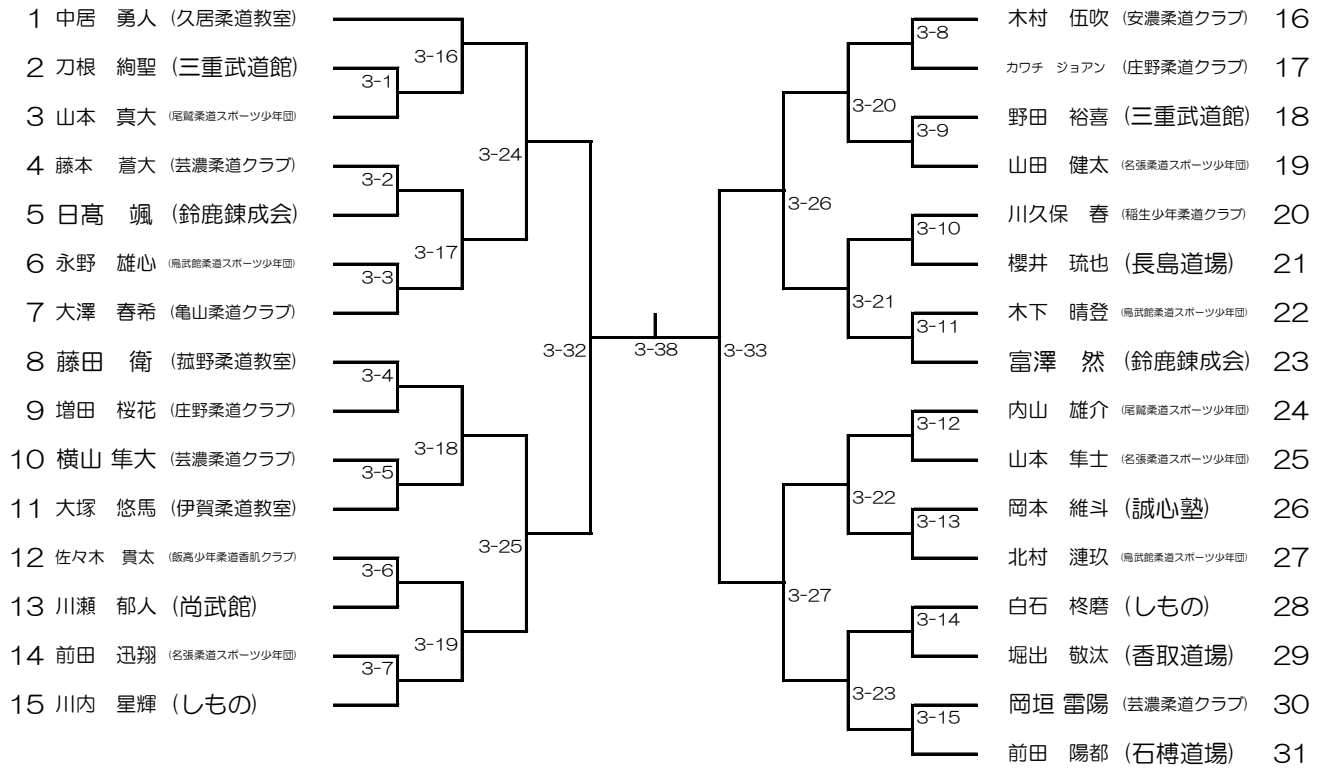 1 中居 勇人 (久居柔道教室)
2 刀根 絢聖 (三重武道館)
3 山本 真大 (尾鷲柔道スポーツ少年団)
4 藤本 蒼大 (芸濃柔道クラブ)
5 日髙 颯 (鈴鹿錬成会)
6 永野 雄心 (鳥武館柔道スポーツ少年団)
7 大澤 春希 (亀山柔道クラブ)
8 藤田 衛 (菰野柔道教室)
9 増田 桜花 (庄野柔道クラブ)
10 横山 隼大 (芸濃柔道クラブ)
11 大塚 悠馬 (伊賀柔道教室)
12 佐々木 貫太 (飯高少年柔道香肌クラブ)
13 川瀬 郁人 (尚武館)
14 前田 迅翔 (名張柔道スポーツ少年団)
15 川内 星輝 (しもの)
3-1
3-2
3-3
3-4
3-5
3-6
3-7
3-16
3-17
3-18
3-19
3-24
3-25
3-32
3-38
3-33
3-26
3-27
3-20
3-21
3-22
3-23
3-8
3-9
3-10
3-11
3-12
3-13
3-14
3-15
木村 伍吹 (安濃柔道クラブ) 16
カワチ ジョアン (庄野柔道クラブ) 17
野田 裕喜 (三重武道館) 18
山田 健太 (名張柔道スポーツ少年団) 19
川久保 春 (稲生少年柔道クラブ) 20
櫻井 琉也 (長島道場) 21
木下 晴登 (鳥武館柔道スポーツ少年団) 22
富澤 然 (鈴鹿錬成会) 23
内山 雄介 (尾鷲柔道スポーツ少年団) 24
山本 隼士 (名張柔道スポーツ少年団) 25
岡本 維斗 (誠心塾) 26
北村 漣玖 (鳥武館柔道スポーツ少年団) 27
白石 柊磨 (しもの) 28
堀出 敬汰 (香取道場) 29
岡垣 雷陽 (芸濃柔道クラブ) 30
前田 陽都 (石榑道場) 31